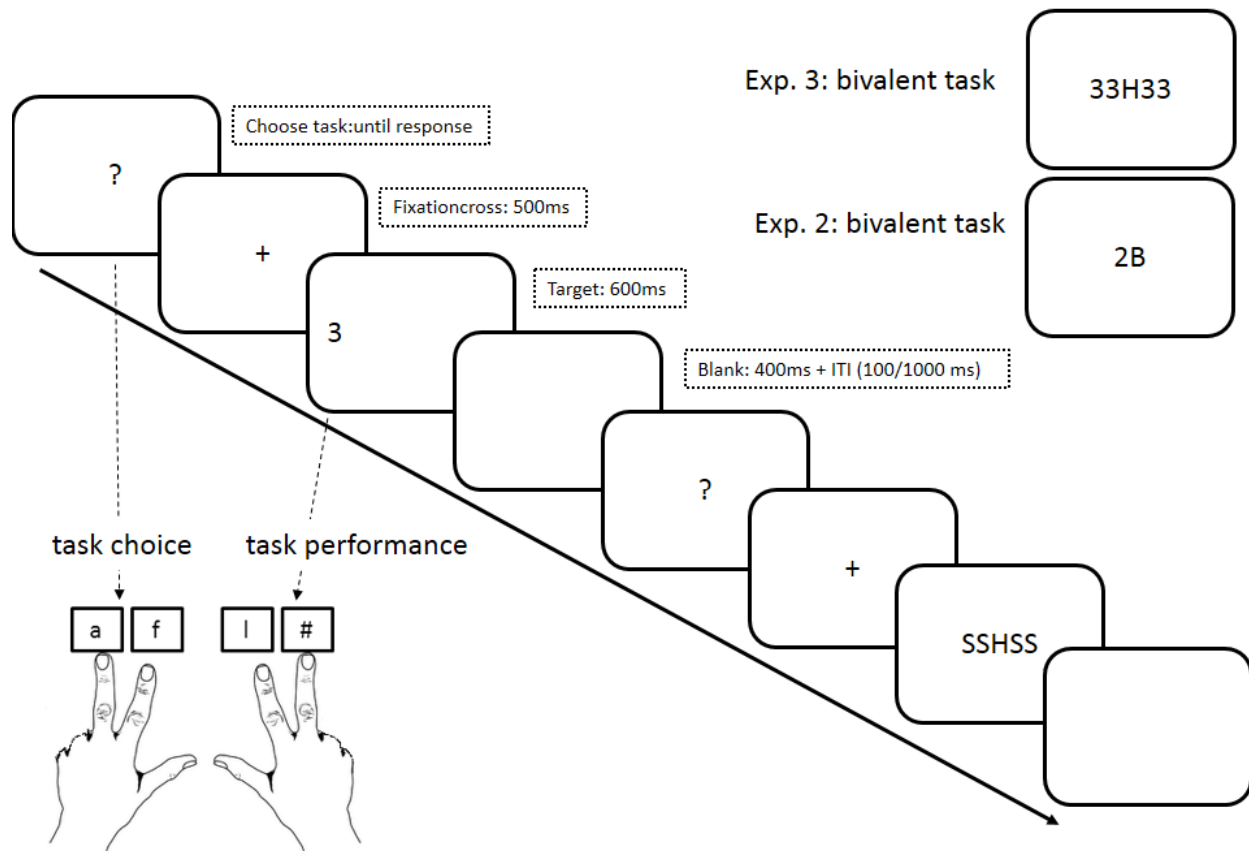 Exp. 3: bivalent task
33H33
Choose task:until response
?
Fixationcross: 500ms
Exp. 2: bivalent task
+
2B
Target: 600ms
3
Blank: 400ms + ITI (100/1000 ms)
?
task choice
task performance
+
a
f
l
#
SSHSS